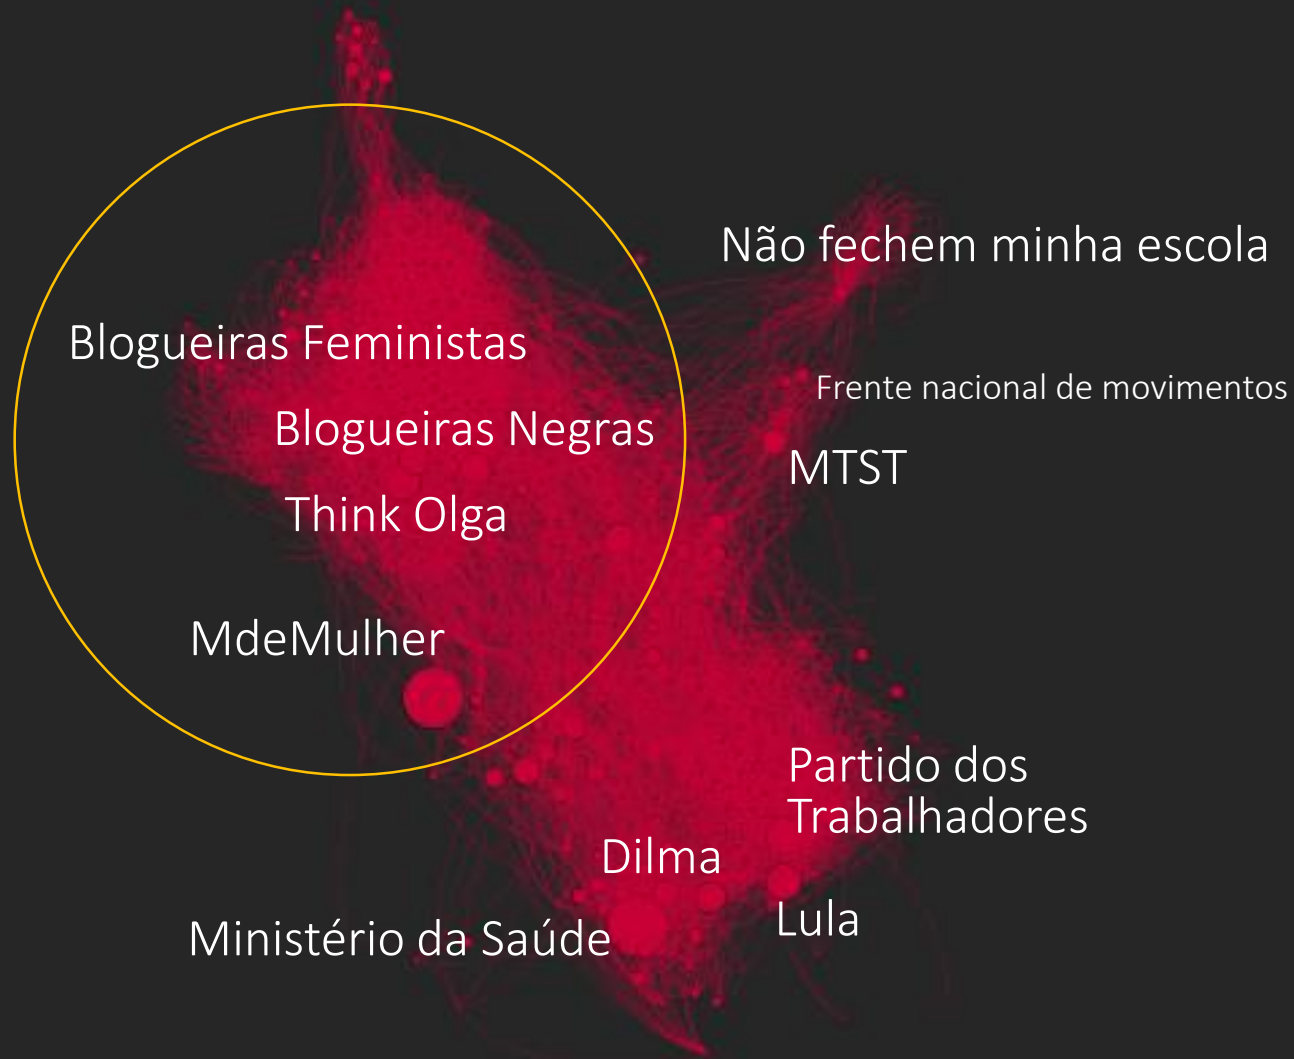 Não fechem minha escola
Blogueiras Feministas
Frente nacional de movimentos
Blogueiras Negras
MTST
Think Olga
MdeMulher
Partido dos
Trabalhadores
Dilma
Lula
Ministério da Saúde